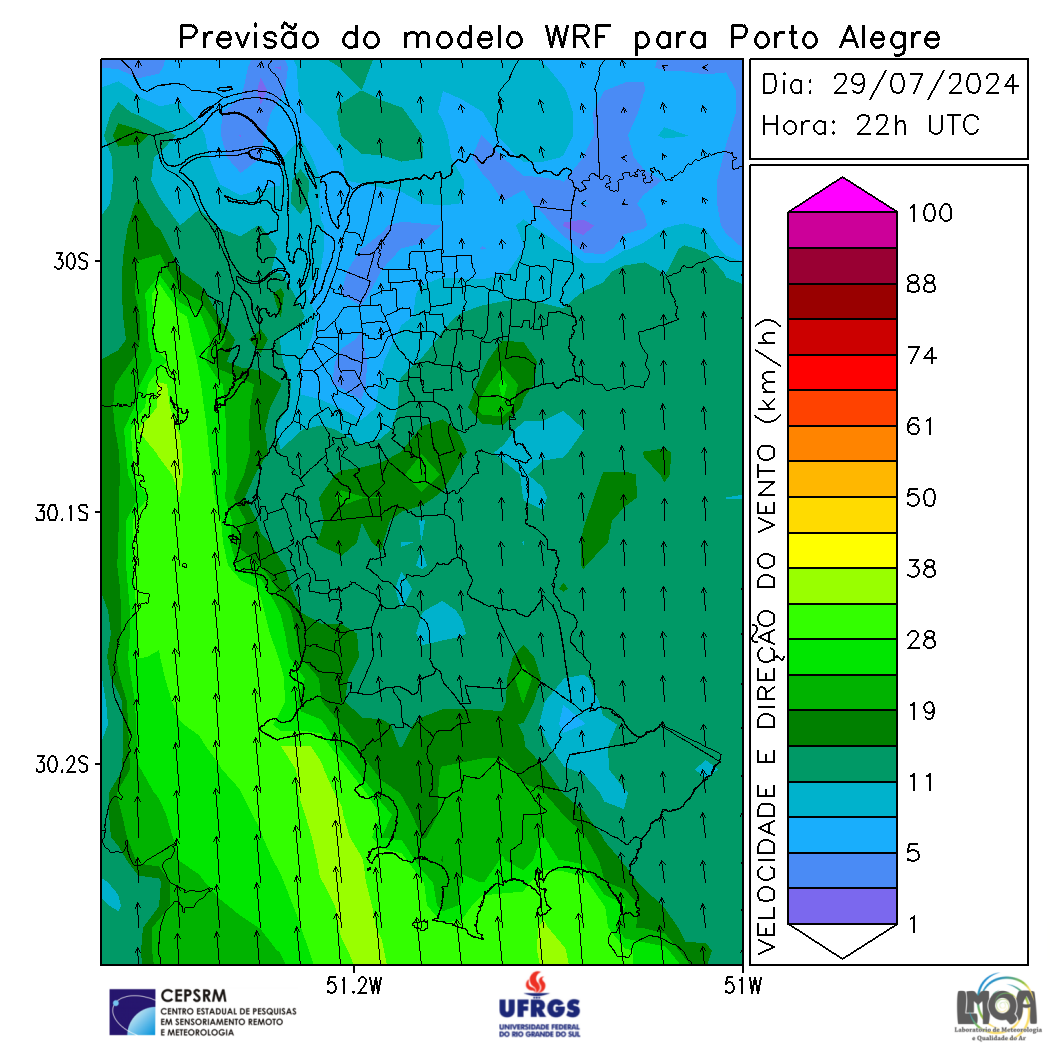 Previsão do modelo WRF para Porto Alegre
Dia: 29/07/2024
Hora: 22h UTC
30S
30.1S
30.2S
51.2W
51W
VELOCIDADE E DIREÇÃO DO VENTO (km/h)
100
88
74
61
50
38
28
19
11
5
1
CEPSRM
CENTRO ESTADUAL DE PESQUISAS
EM SENSORIAMENTO REMOTO
E METEOROLOGIA
UFRGS
UNIVERSIDADE FEDERAL
DO RIO GRANDE DO SUL
LMQA
Laboratório de Meteorologia
e Qualidade do Ar